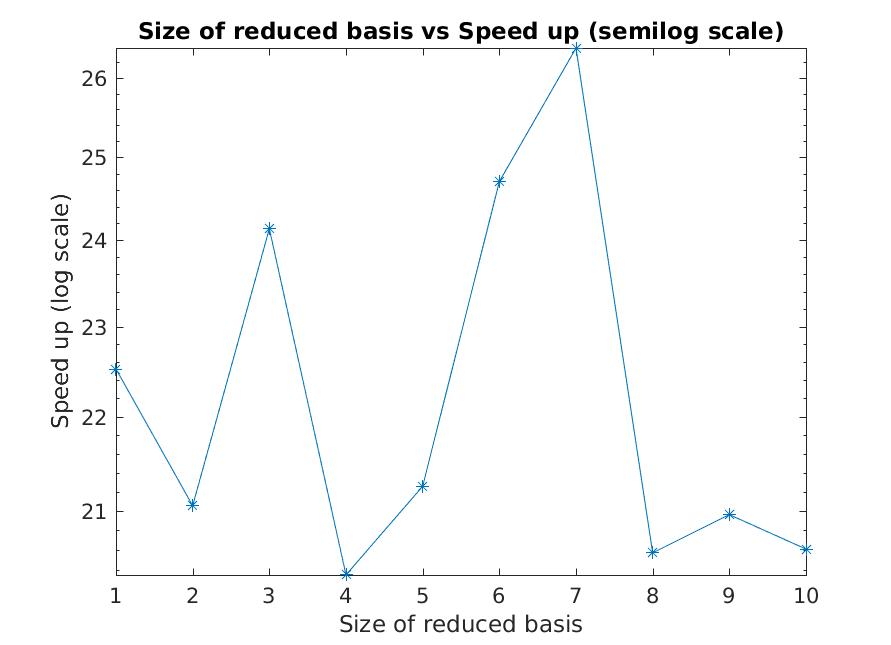 Size of reduced basis vs Speed up (semilog scale)
26
25
24
23
22
21
Speed up (log scale)
1 2 3 4 5 6 7 8 9 10
Size of reduced basis